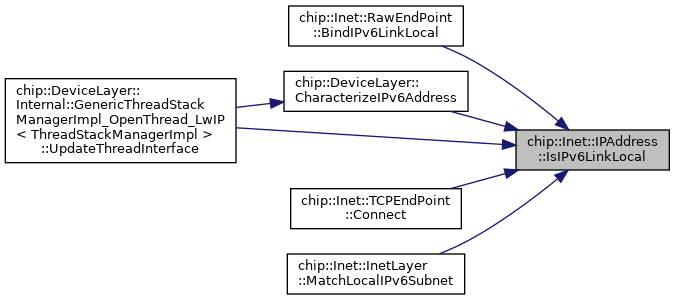 chip::Inet::RawEndPoint
::BindIPv6LinkLocal
chip::DeviceLayer::
Internal::GenericThreadStack
ManagerImpl_OpenThread_LwIP
< ThreadStackManagerImpl >
::UpdateThreadInterface
chip::DeviceLayer::
CharacterizeIPv6Address
chip::Inet::IPAddress
::IsIPv6LinkLocal
chip::Inet::TCPEndPoint
::Connect
chip::Inet::InetLayer
::MatchLocalIPv6Subnet